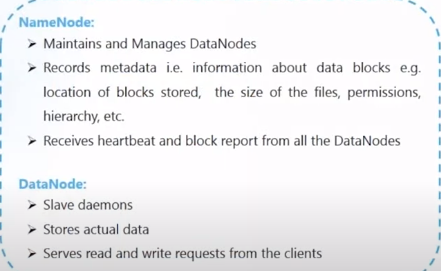 NameNode:
➤ Maintains and Manages DataNodes
➤ Records metadata i.e. information about data blocks e.g.
location of blocks stored, the size of the files, permissions,
hierarchy, etc.
➤ Receives heartbeat and block report from all the DataNodes
DataNode:
➤ Slave daemons
➤ Stores actual data
➤ Serves read and write requests from the clients